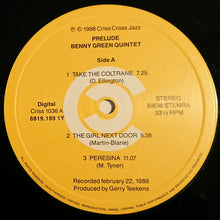 ℗ © 1988 Criss Cross Jazz
PRELUDE
BENNY GREEN QUINTET
Side A
1 TAKE THE COLTRANE 7.25
(D. Ellington)
Digital
Criss 1036 A
6819.189 1Y
STEREO
BIEM/STEMRA
33⅓ RPM
2 THE GIRL NEXT DOOR 5.38
(Martin-Blane)
3 PERESINA 11.07
(M. Tyner)
Recorded february 22, 1988
Produced by Gerry Teekens